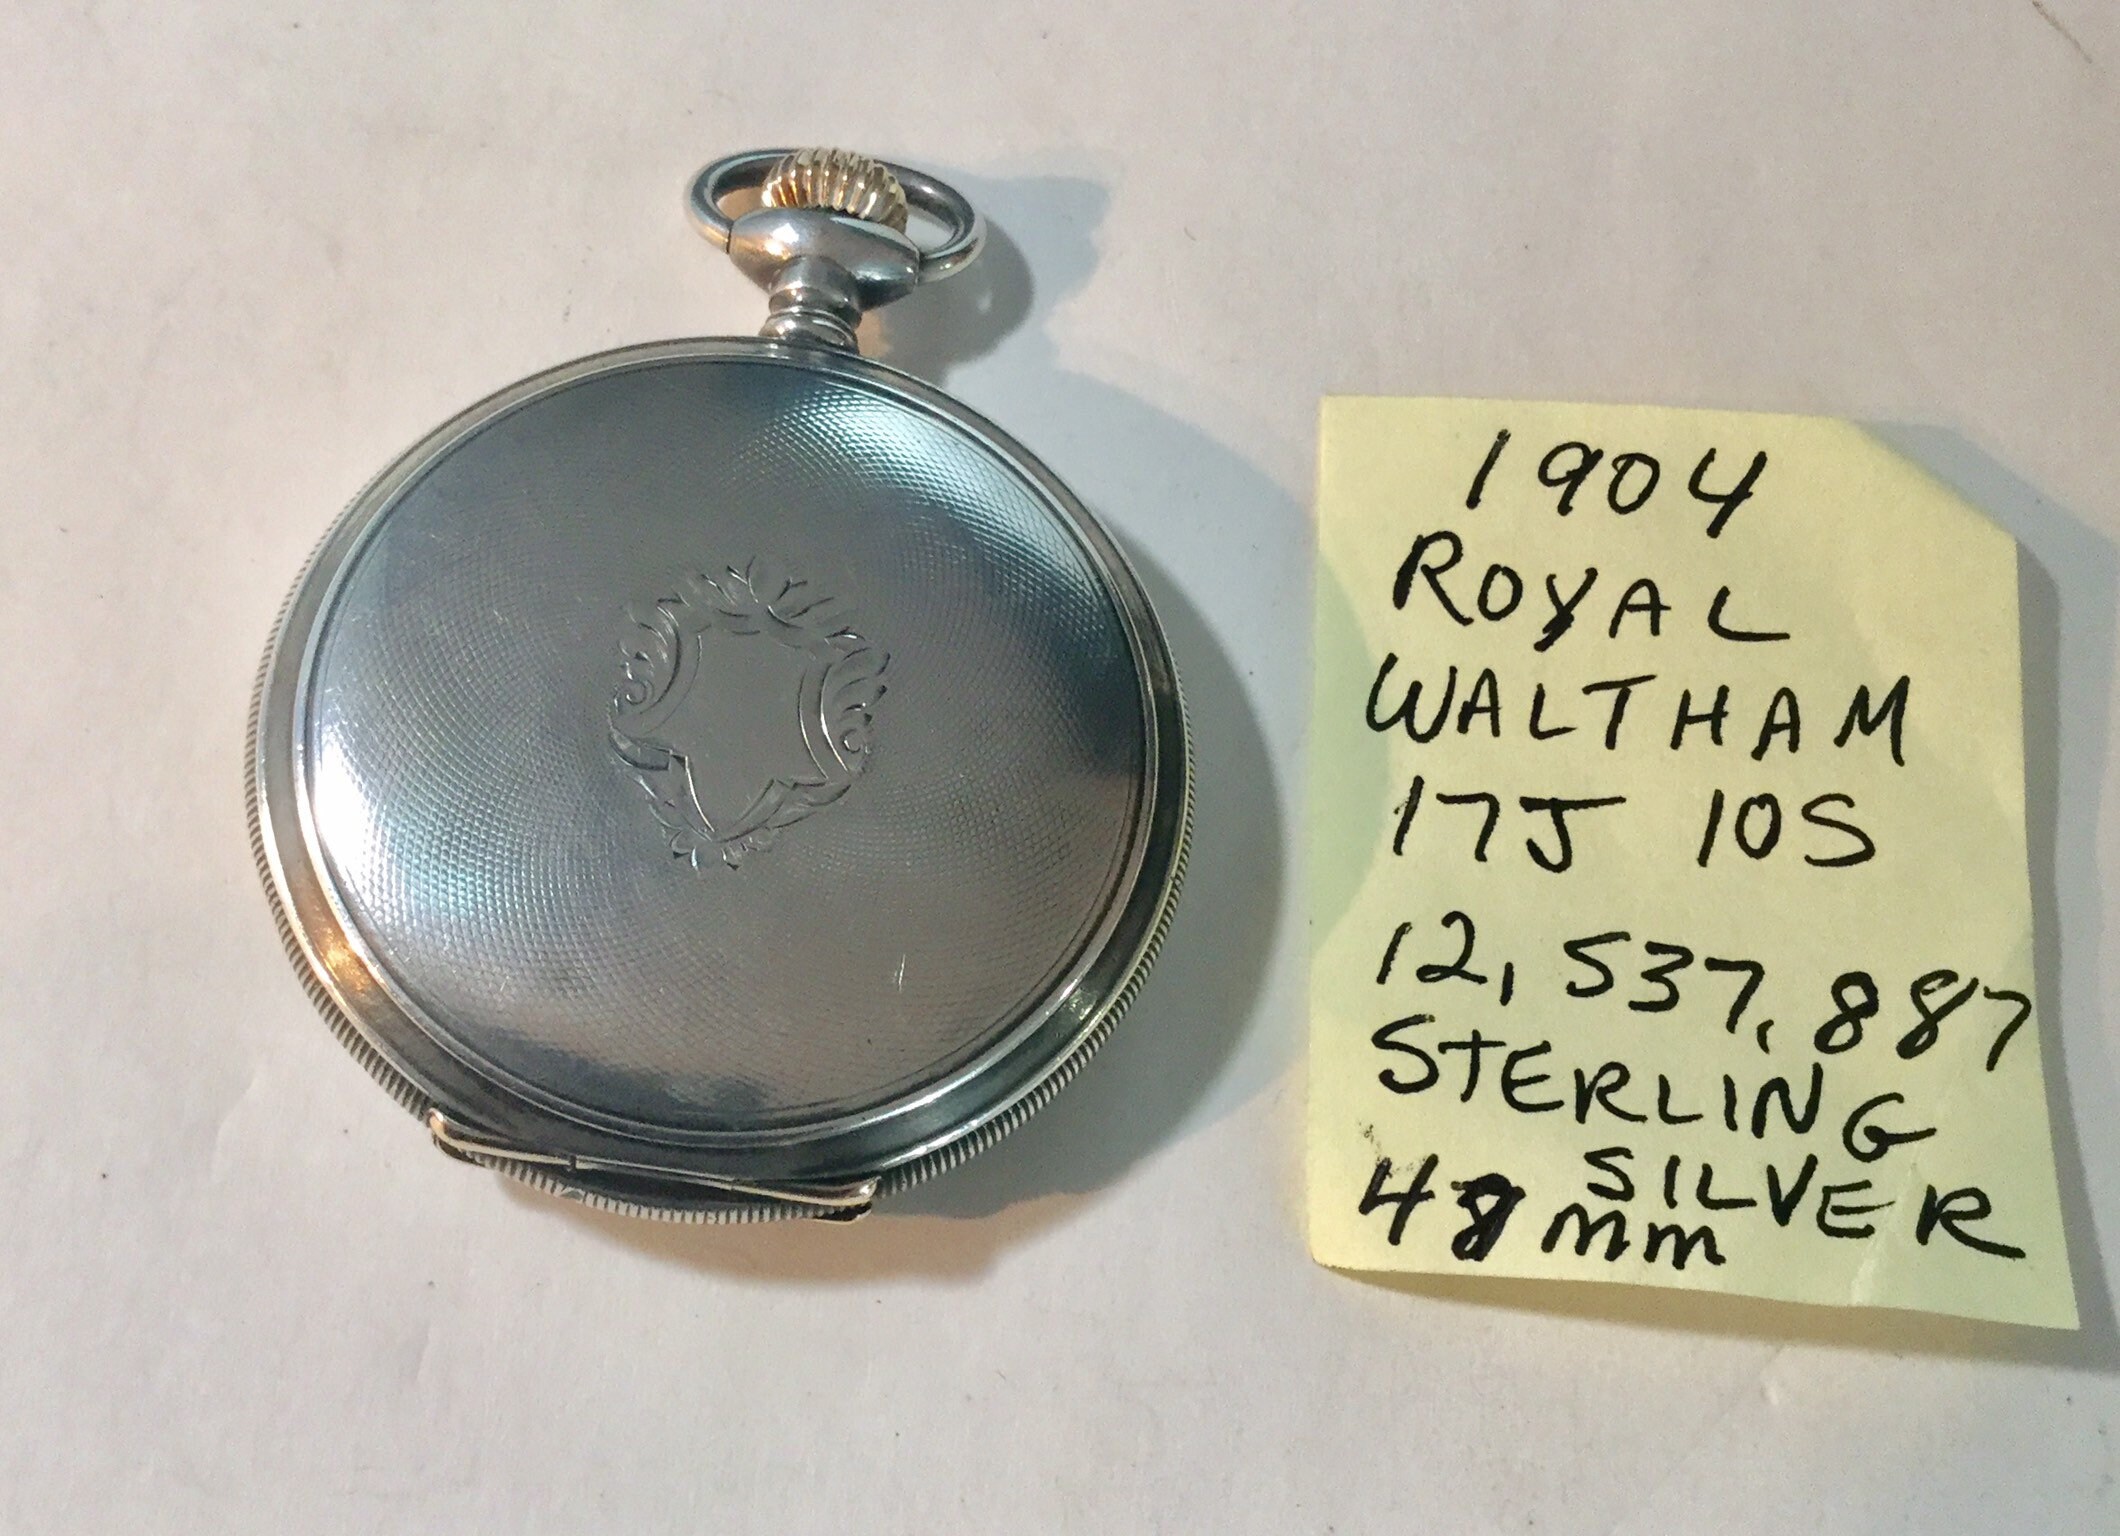 1904
ROYAL
WALTHAM
17J 10S
12,537,887
STERLING
SILVER
48mm